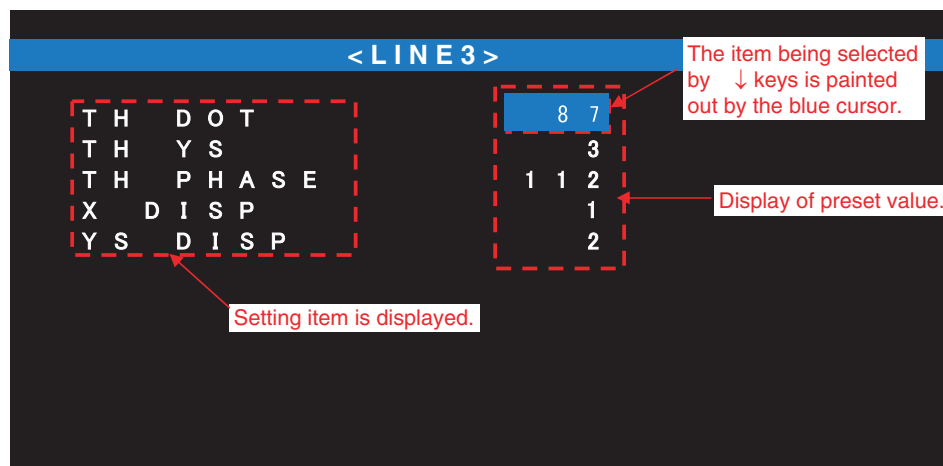 <LINE3>
The item being selected
by ↓ keys is painted
out by the blue cursor.
TH DOT 87
TH YS 3
TH PHASE 112
X DISP 1
YS DISP 2
Display of preset value.
Setting item is displayed.